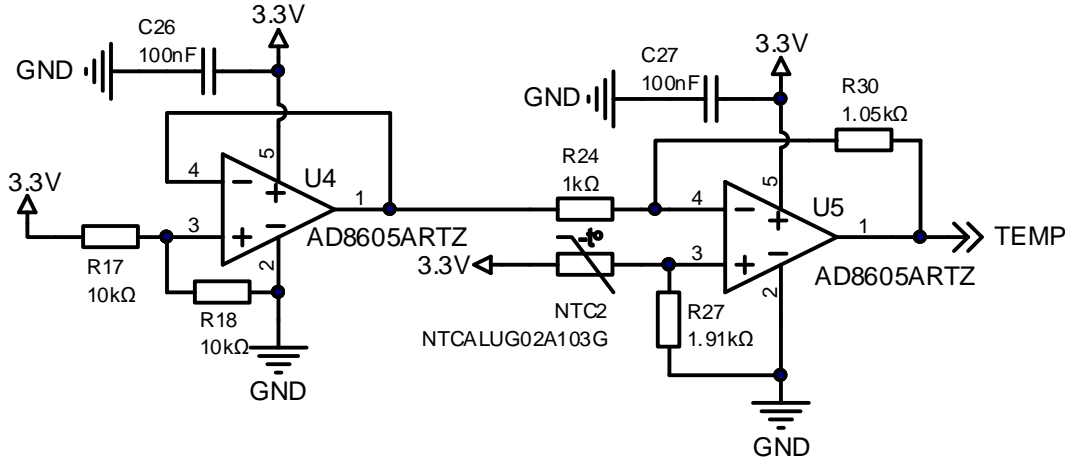 3.3V
C26
100nF
GND
4
5
U4
1
3
2
AD8605ARTZ
3.3V
R17
10kΩ
R18
10kΩ
GND
3.3V
C27
100nF
GND
R30
1.05kΩ
R24
1kΩ
4
5
U5
1
3
2
AD8605ARTZ
TEMP
-t°
3.3V
NTC2
NTCALUG02A103G
R27
1.91kΩ
GND